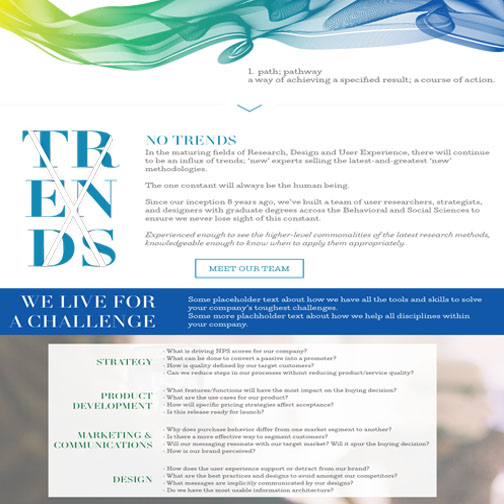 1. path; pathway
a way of achieving a specified result; a course of action.
TR
EN
DS
NO TRENDS
In the maturing fields of Research, Design and User Experience, there will continue
to be an influx of trends; 'new' experts selling the latest-and-greatest 'new'
methodologies.
The one constant will always be the human being.
Since our inception 8 years ago, we've built a team of user researchers, strategists,
and designers with graduate degrees across the Behavioral and Social Sciences to
ensure we never lose sight of this constant.
Experienced enough to see the higher-level commonalities of the latest research methods,
knowledgeable enough to know when to apply them appropriately.
MEET OUR TEAM
WE LIVE FOR
A CHALLENGE
Some placeholder text about how we have all the tools and skills to solve
your company's toughest challenges.
Some more plachholder text about how we help all disciplines within
your company.
STRATEGY
- What is driving NPS scores for our company?
- What can be done to convert a passive into a promoter?
- How is quality defined by our target customers?
- Can we reduce steps in our processes without reducing product/service quality?
PRODUCT
DEVELOPMENT
- What features/functions will have the most impact on the buying decision?
- What are the use cases for our product?
- How will specific pricing strategies affect acceptance?
- Is this release ready for launch?
MARKETING &
COMMUNICATIONS
- Why does purchase behavior differ from one market segment to another?
- Is there a more effective way to segment customers?
- Will our messaging resonate with our target market? Will it spur the buying decision?
- How is our brand perceived?
DESIGN
- How does the user experience support or detract from our brand?
- What are the best practices and designs to avoid amongst our competitors?
- What messages are implicitly communicated by our designs?
- Do we have the most usable information architecture?